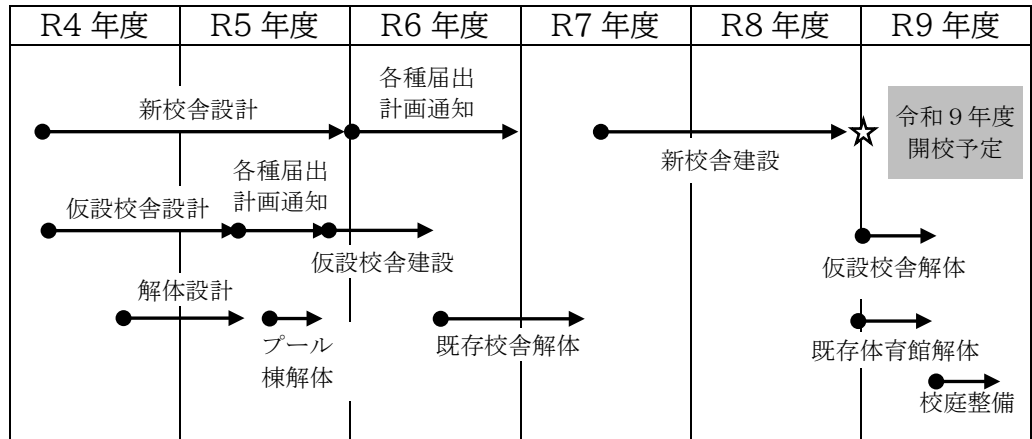 R4 年度 R5 年度 R6 年度 R7 年度 R8 年度 R9 年度
各種届出
計画通知
新校舎設計
令和９年度
開校予定
新校舎建設
各種届出
計画通知
仮設校舎設計
仮設校舎建設
仮設校舎解体
解体設計
プール
棟解体
既存校舎解体
既存体育館解体
校庭整備